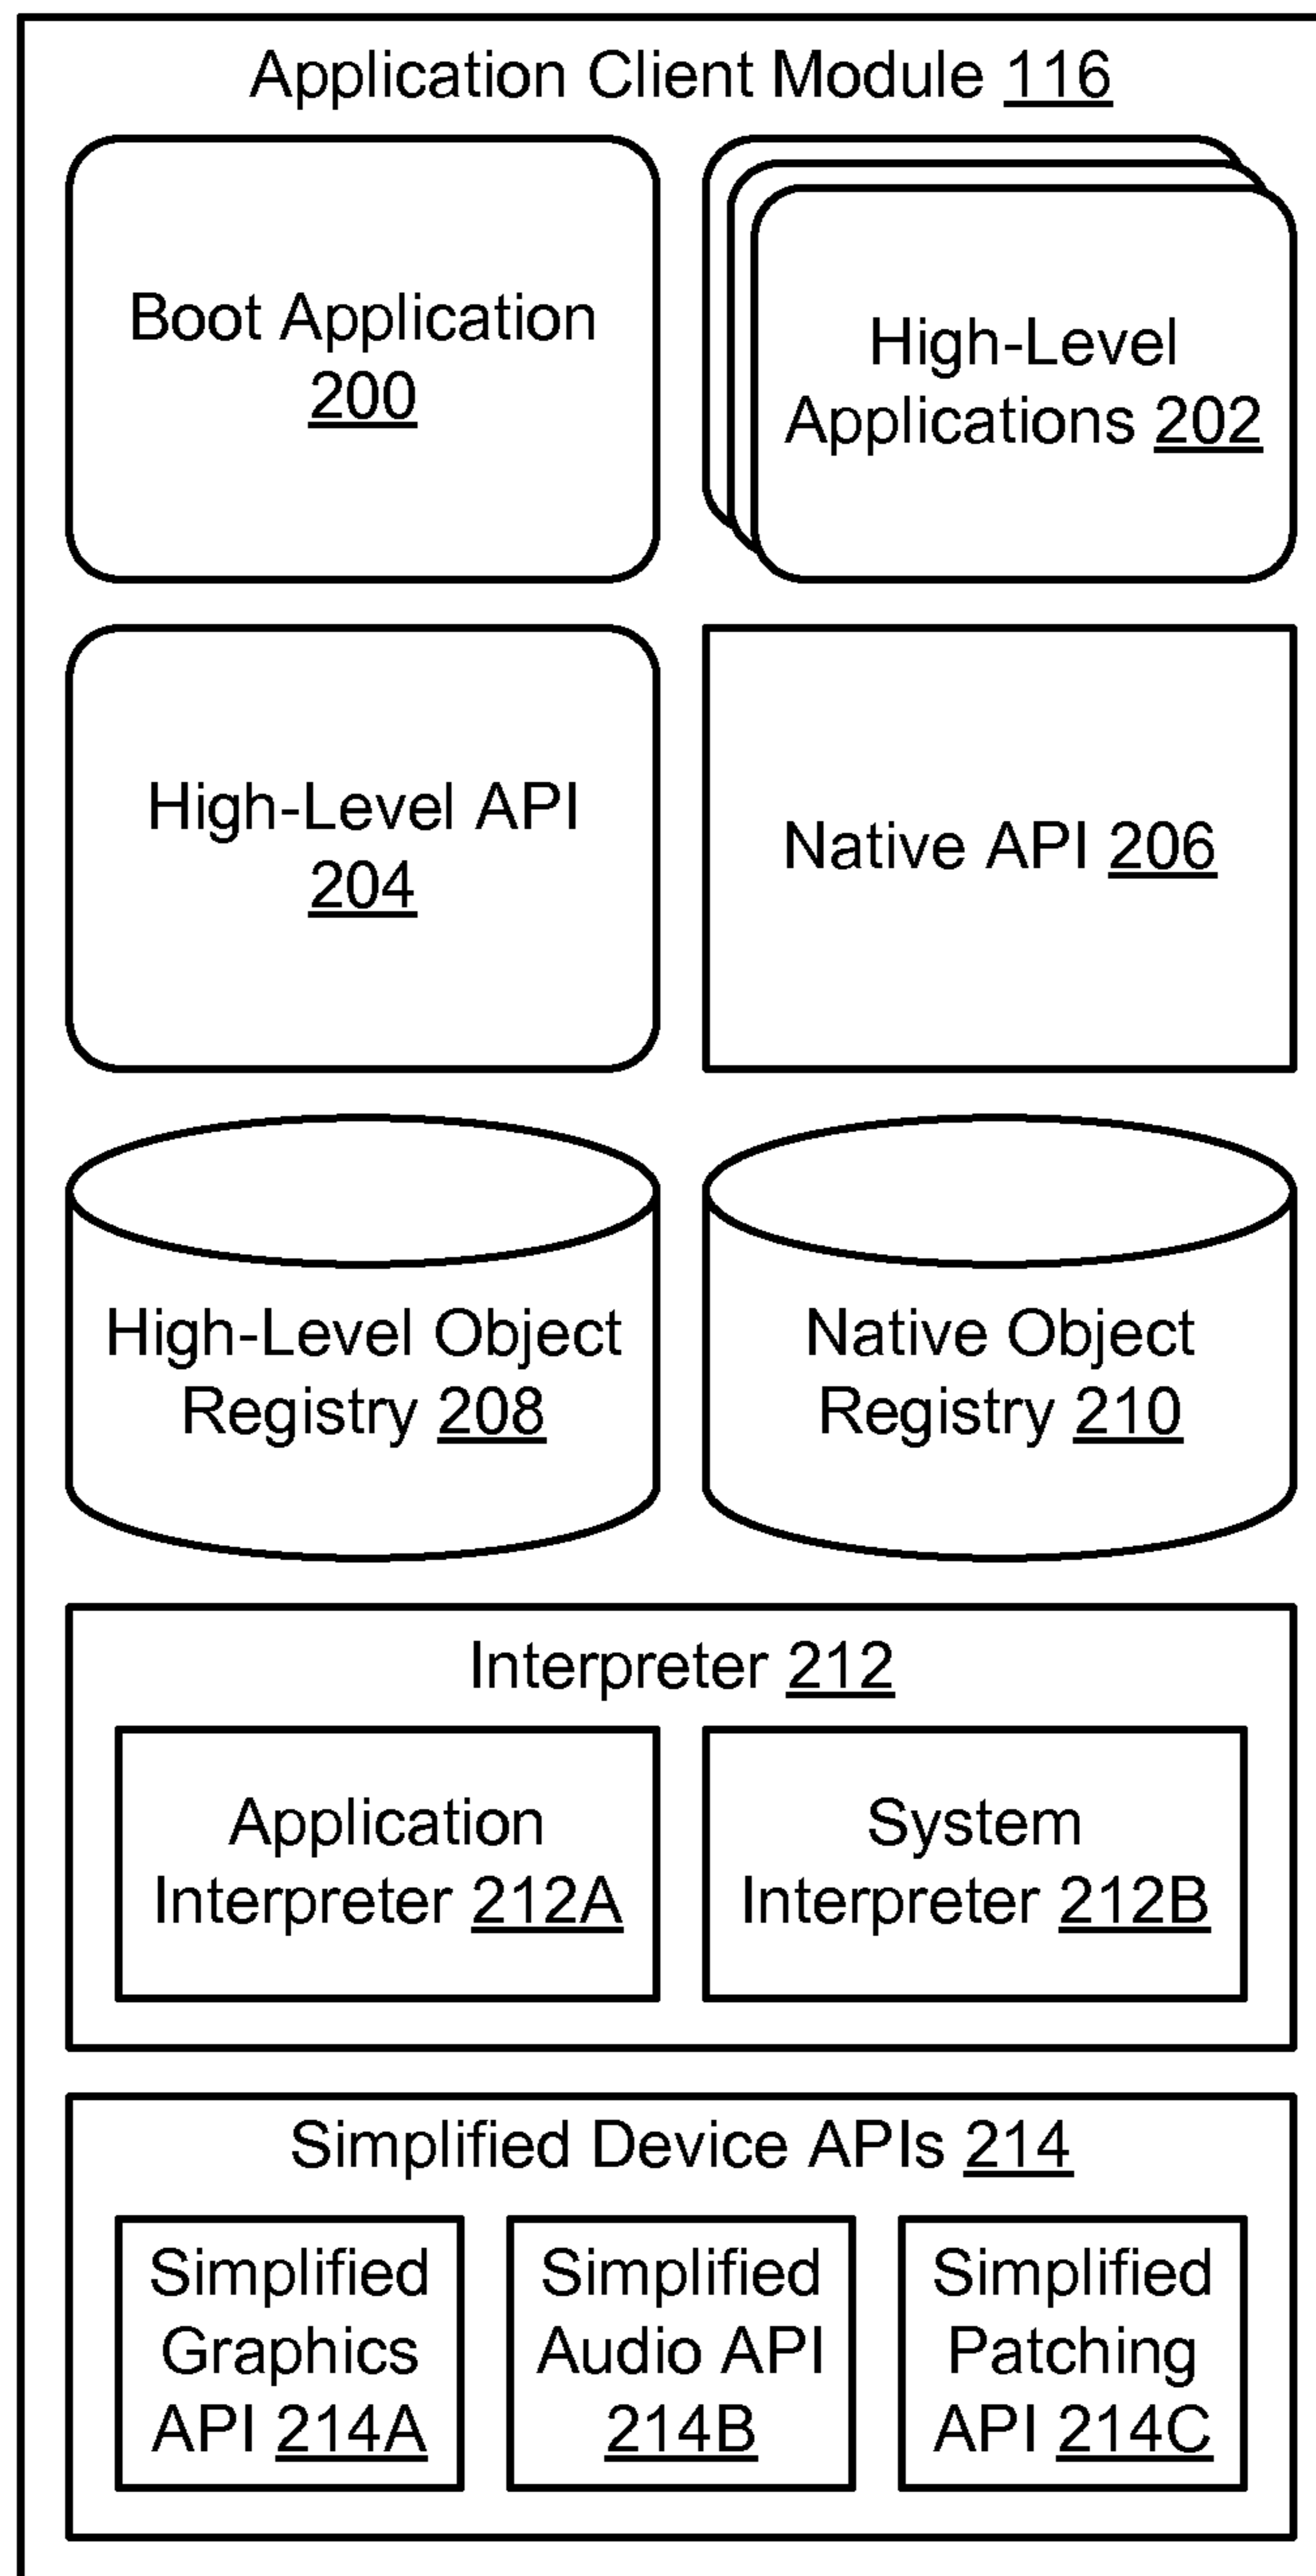 Application Client Module 116
Boot Application
200
High-Level
Applications 202
High-Level API
204
Native API 206
High-Level Object
Registry 208
Native Object
Registry 210
Interpreter 212
Application
Interpreter 212A
System
Interpreter 212B
Simplified Device APIs 214
Simplified
Graphics
API 214A
Simplified
Audio API
214B
Simplified
Patching
API 214C